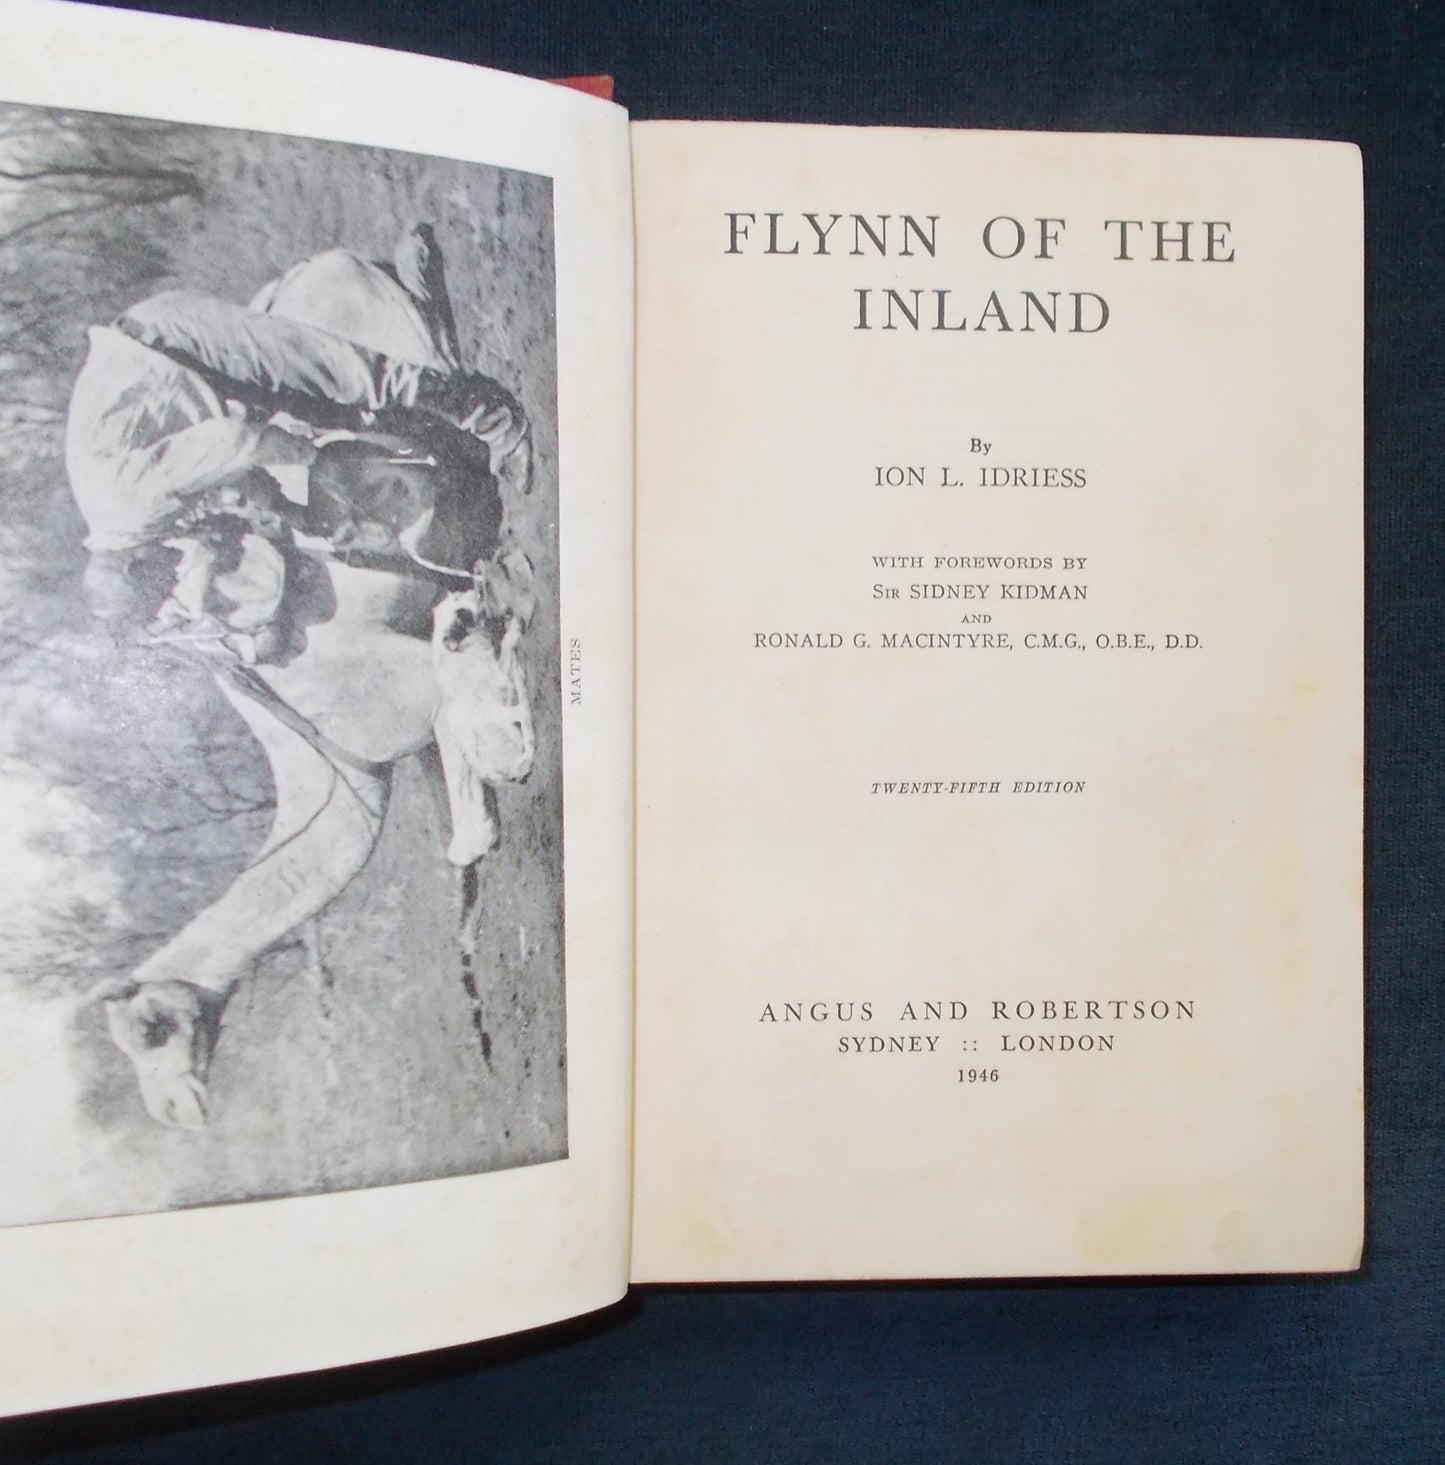 MATES
FLYNN OF THE
INLAND
By
ION L. IDRIESS
WITH FOREWORDS BY
SIR SIDNEY KIDMAN
AND
RONALD G. MACINTYRE, C.M.G., O.B.E., D.D.
TWENTY-FIFTH EDITION
ANGUS AND ROBERTSON
SYDNEY :: LONDON
1946